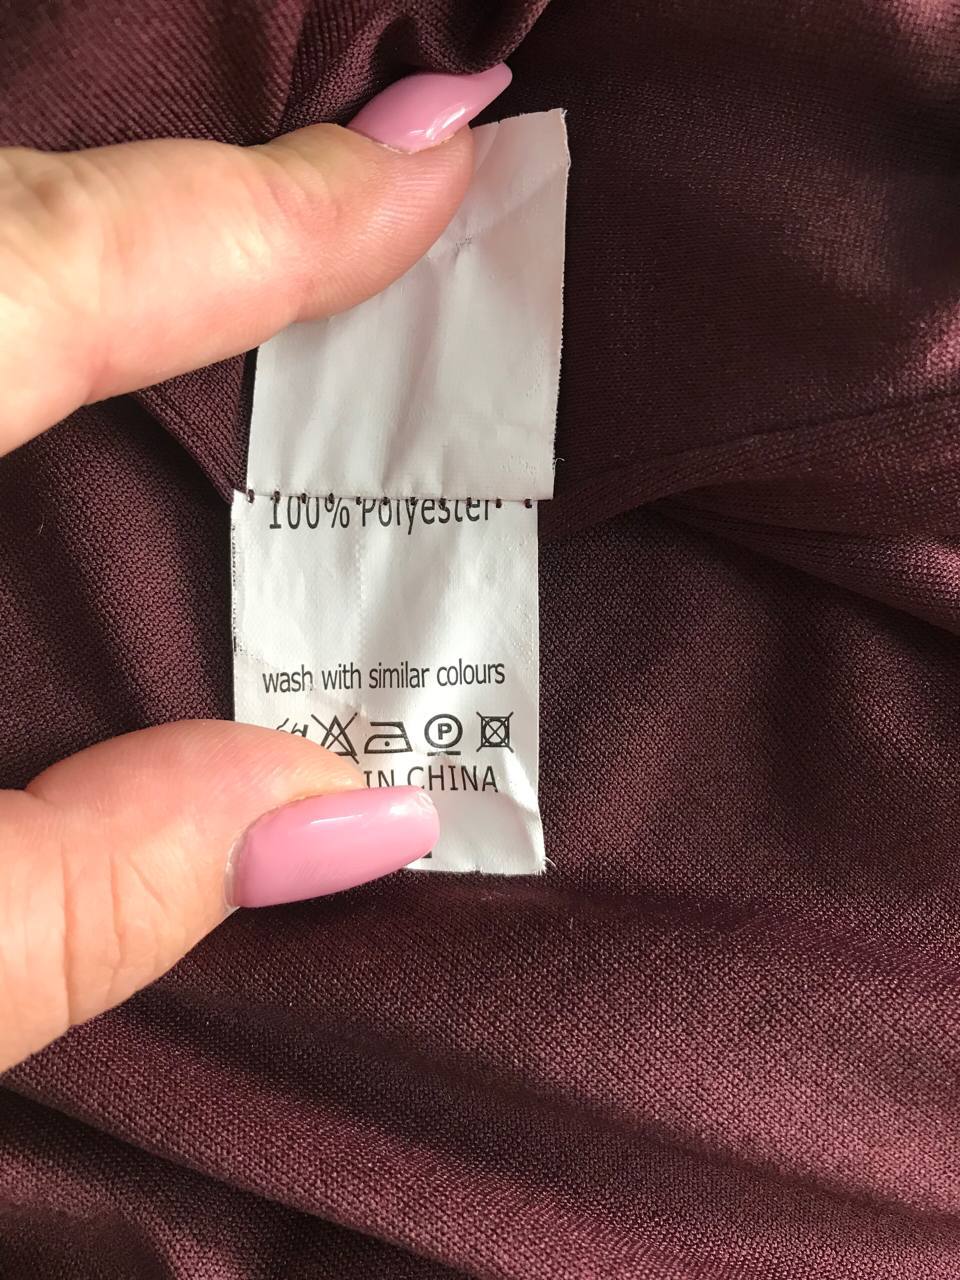 100% Polyester
wash with similar colours
P
IN CHINA